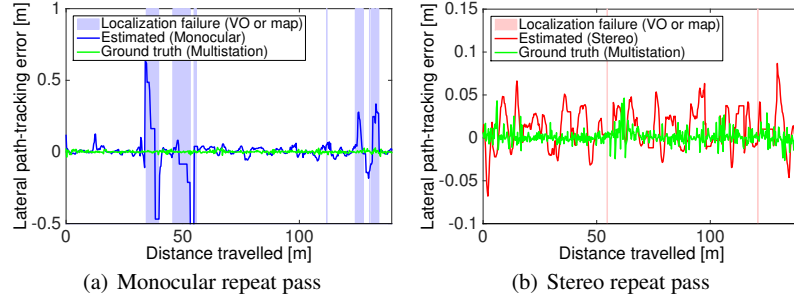 Lateral path-tracking error [m]
1
0.5
0
-0.5
Localization failure (VO or map)
Estimated (Monocular)
Ground truth (Multistation)
0
50
100
Distance travelled [m]
(a) Monocular repeat pass
Lateral path-tracking error [m]
0.15
0.1
0.05
0
-0.05
-0.1
Localization failure (VO or map)
Estimated (Stereo)
Ground truth (Multistation)
0
50
100
Distance travelled [m]
(b) Stereo repeat pass